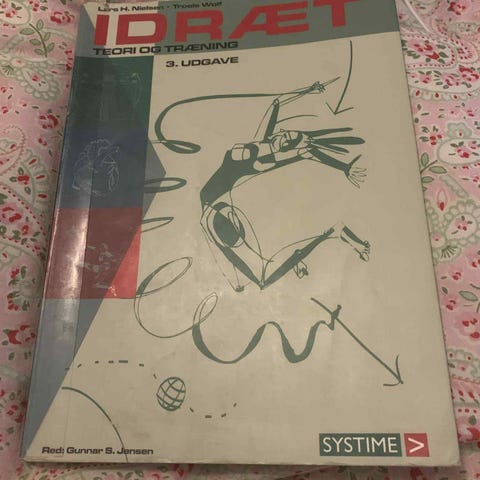 Lars H. Nielsen · Troels Wolf
IDRÆT
TEORI OG TRÆNING
3. UDGAVE
Red: Gunnar S. Jensen
SYSTIME >